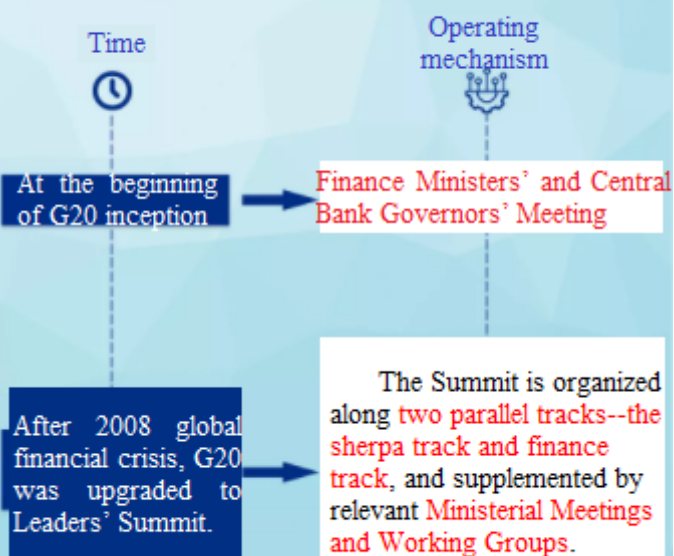 Time
Operating
mechanism
At the beginning
of G20 inception
Finance Ministers’ and Central
Bank Governors’ Meeting
After 2008 global
financial crisis, G20
was upgraded to
Leaders’ Summit.
The Summit is organized
along two parallel tracks--the
sherpa track and finance
track, and supplemented by
relevant Ministerial Meetings
and Working Groups.